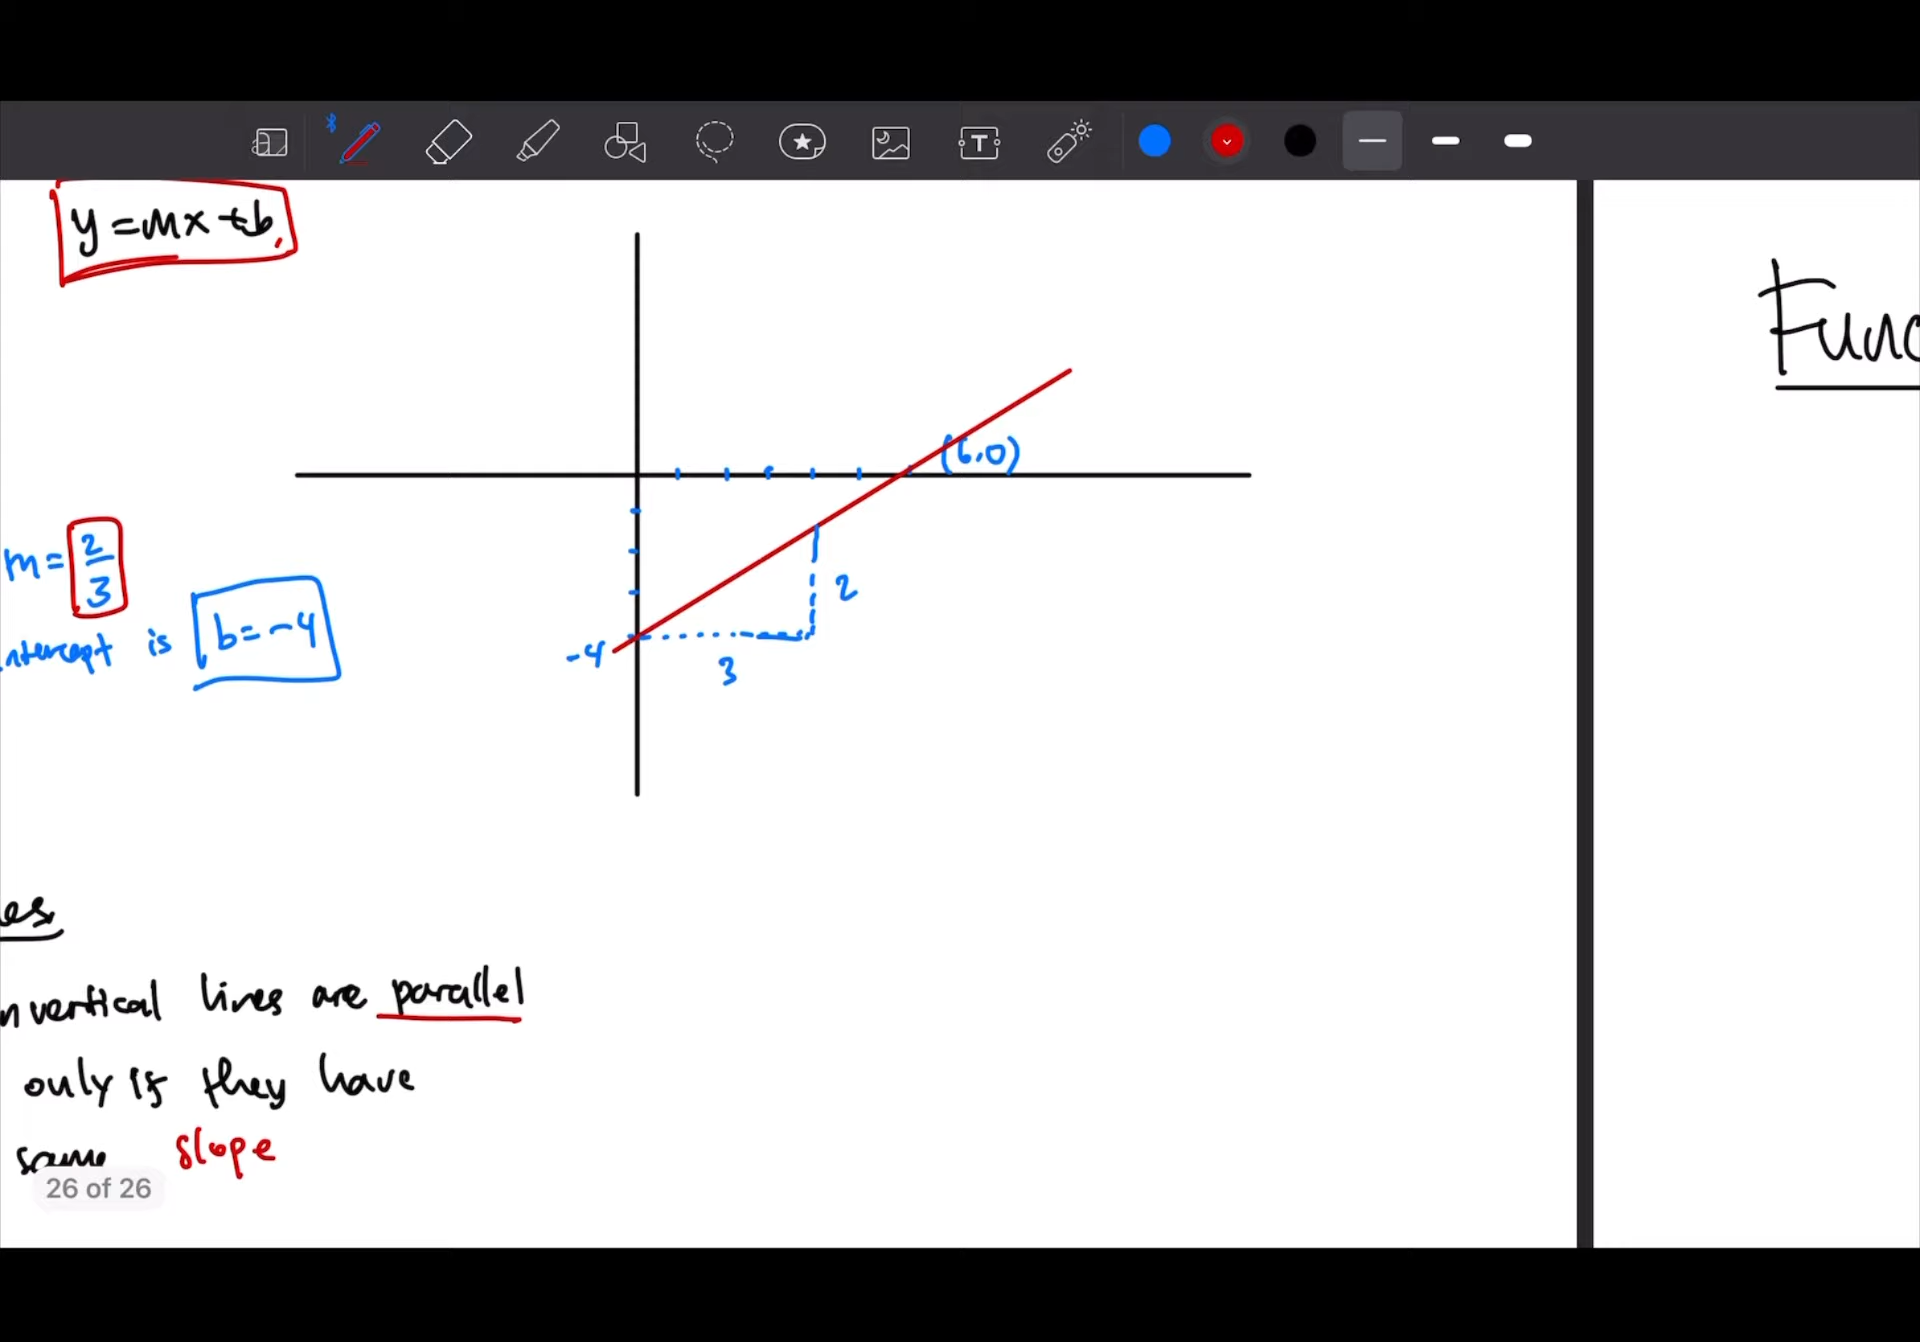 y = mx + b
Func
(6,0)
m = 2/3
2
intercept is b = -4
-4
3
es
nvertical lines are parallel
only if they have
same slope
26 of 26